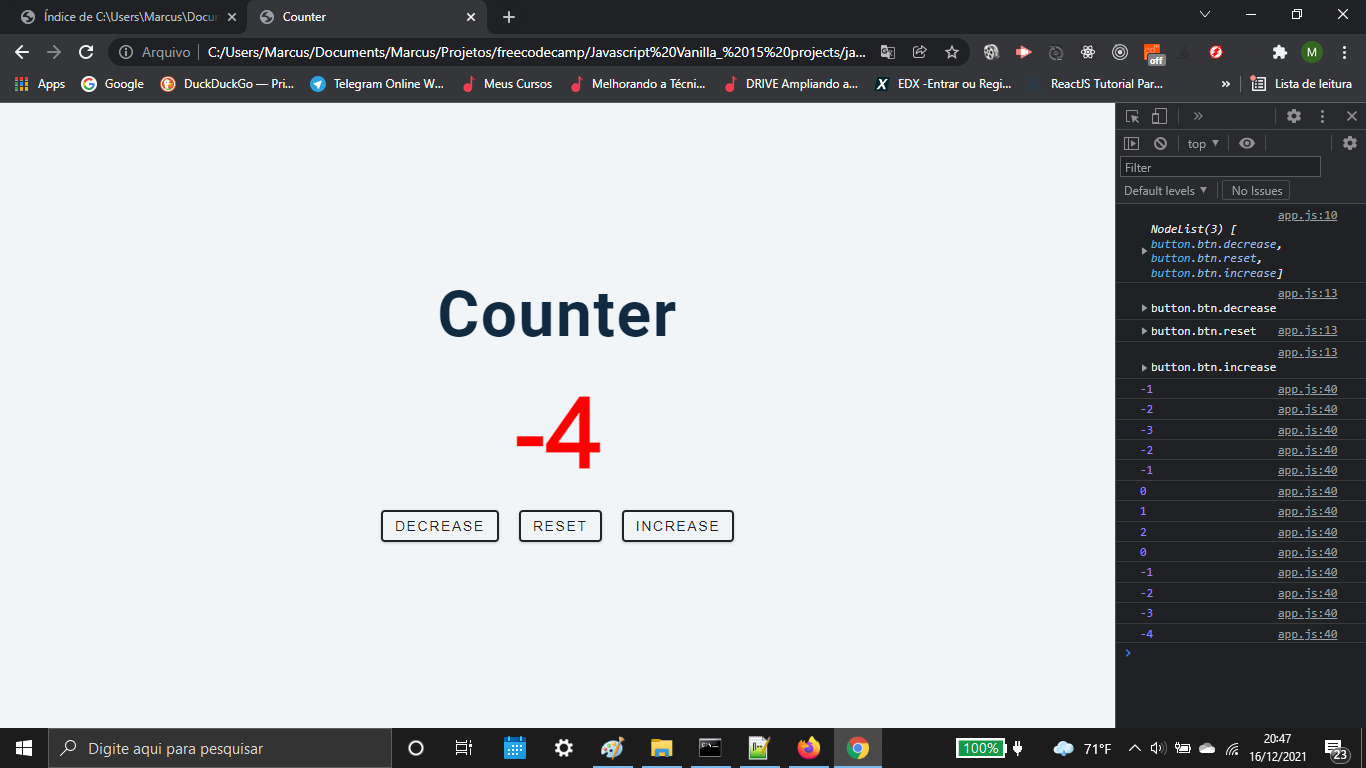 Índice de C:\Users\Marcus\Docum
Counter
Arquivo
C:/Users/Marcus/Documents/Marcus/Projetos/freecodecamp/Javascript%20Vanilla_%2015%20projects/ja...
M
off
Apps
Google
DuckDuckGo — Pri...
Telegram Online W...
Meus Cursos
Melhorando a Técni...
DRIVE Ampliando a...
EDX -Entrar ou Regi...
ReactJS Tutorial Par...
»
Lista de leitura
top
Filter
Default levels
No Issues
app.js:10
NodeList(3) [
button.btn.decrease,
button.btn.reset,
button.btn.increase]
app.js:13
button.btn.decrease
button.btn.reset app.js:13
app.js:13
button.btn.increase
-1 app.js:40
-2 app.js:40
-3 app.js:40
-2 app.js:40
-1 app.js:40
0 app.js:40
1 app.js:40
2 app.js:40
0 app.js:40
-1 app.js:40
-2 app.js:40
-3 app.js:40
-4 app.js:40
Counter
-4
DECREASE
RESET
INCREASE
Digite aqui para pesquisar
100%
71°F
20:47
16/12/2021
23